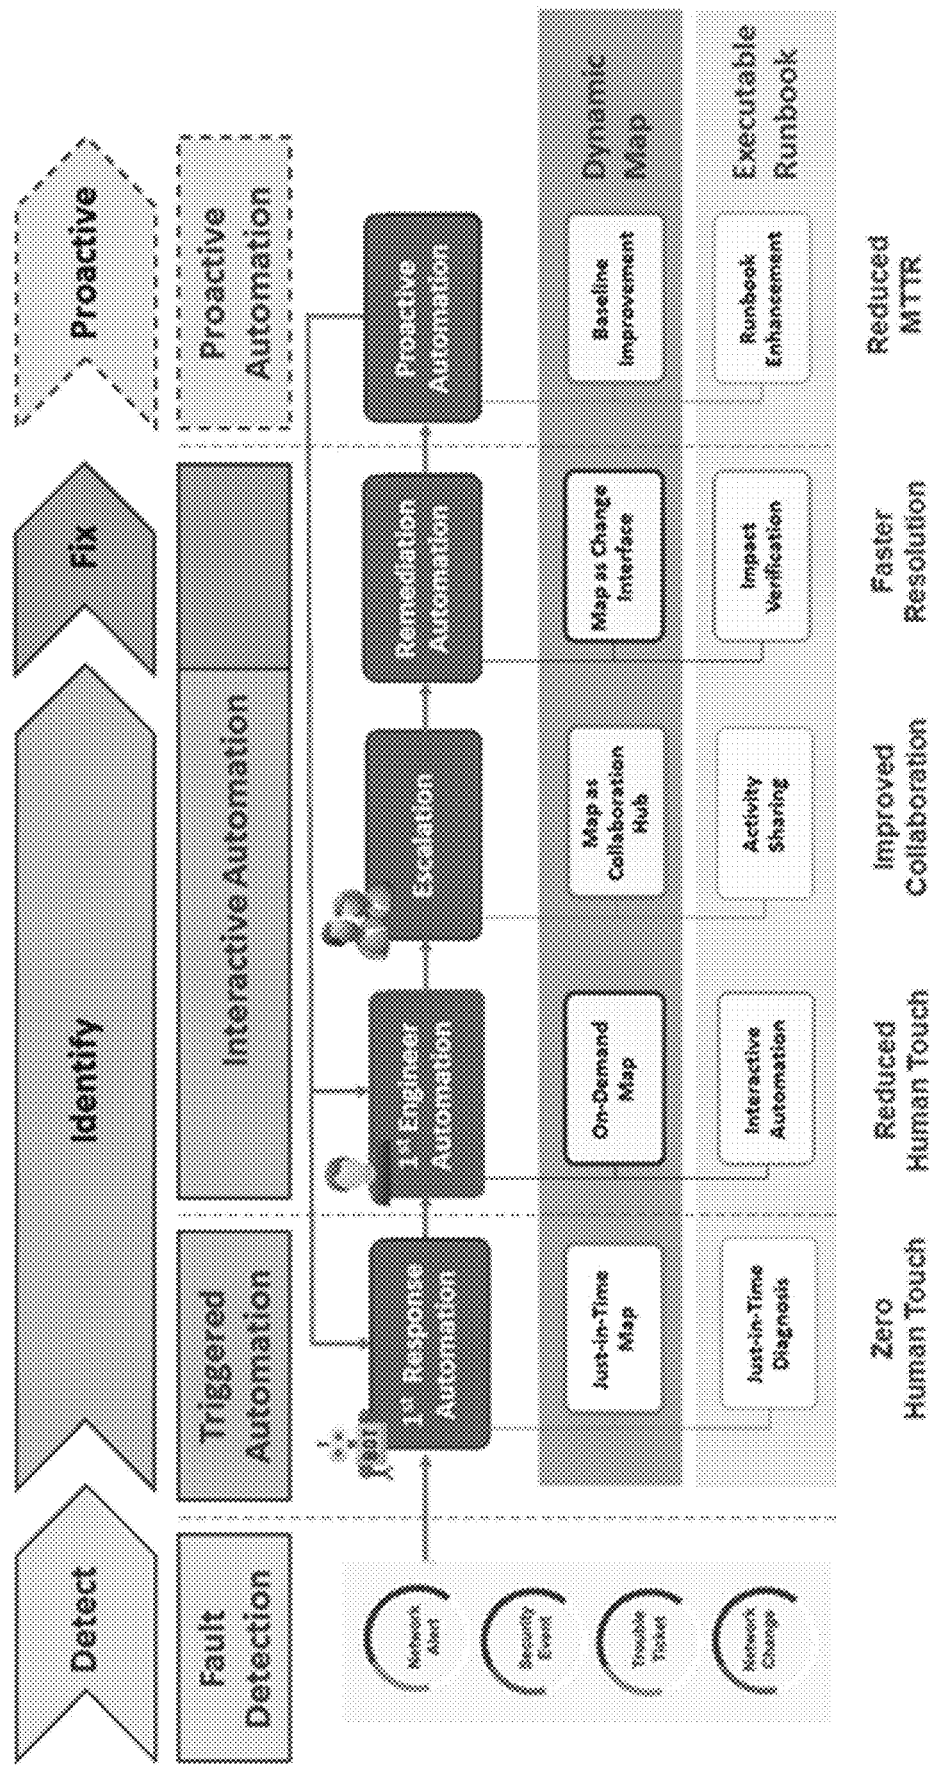 Detect
Identify
Fix
Proactive
Fault
Detection
Triggered
Automation
Interactive Automation
Proactive
Automation
Network
Alert
Security
Event
Trouble
Ticket
Network
Change
1st Response
Automation
1st Engineer
Automation
Escalation
Remediation
Automation
Proactive
Automation
Just-in-Time
Map
On-Demand
Map
Map as
Collaboration
Hub
Map as Change
Interface
Baseline
Improvement
Dynamic
Map
Just-in-Time
Diagnosis
Interactive
Automation
Activity
Sharing
Impact
Verification
Runbook
Enhancement
Executable
Runbook
Zero
Human Touch
Reduced
Human Touch
Improved
Collaboration
Faster
Resolution
Reduced
MTTR